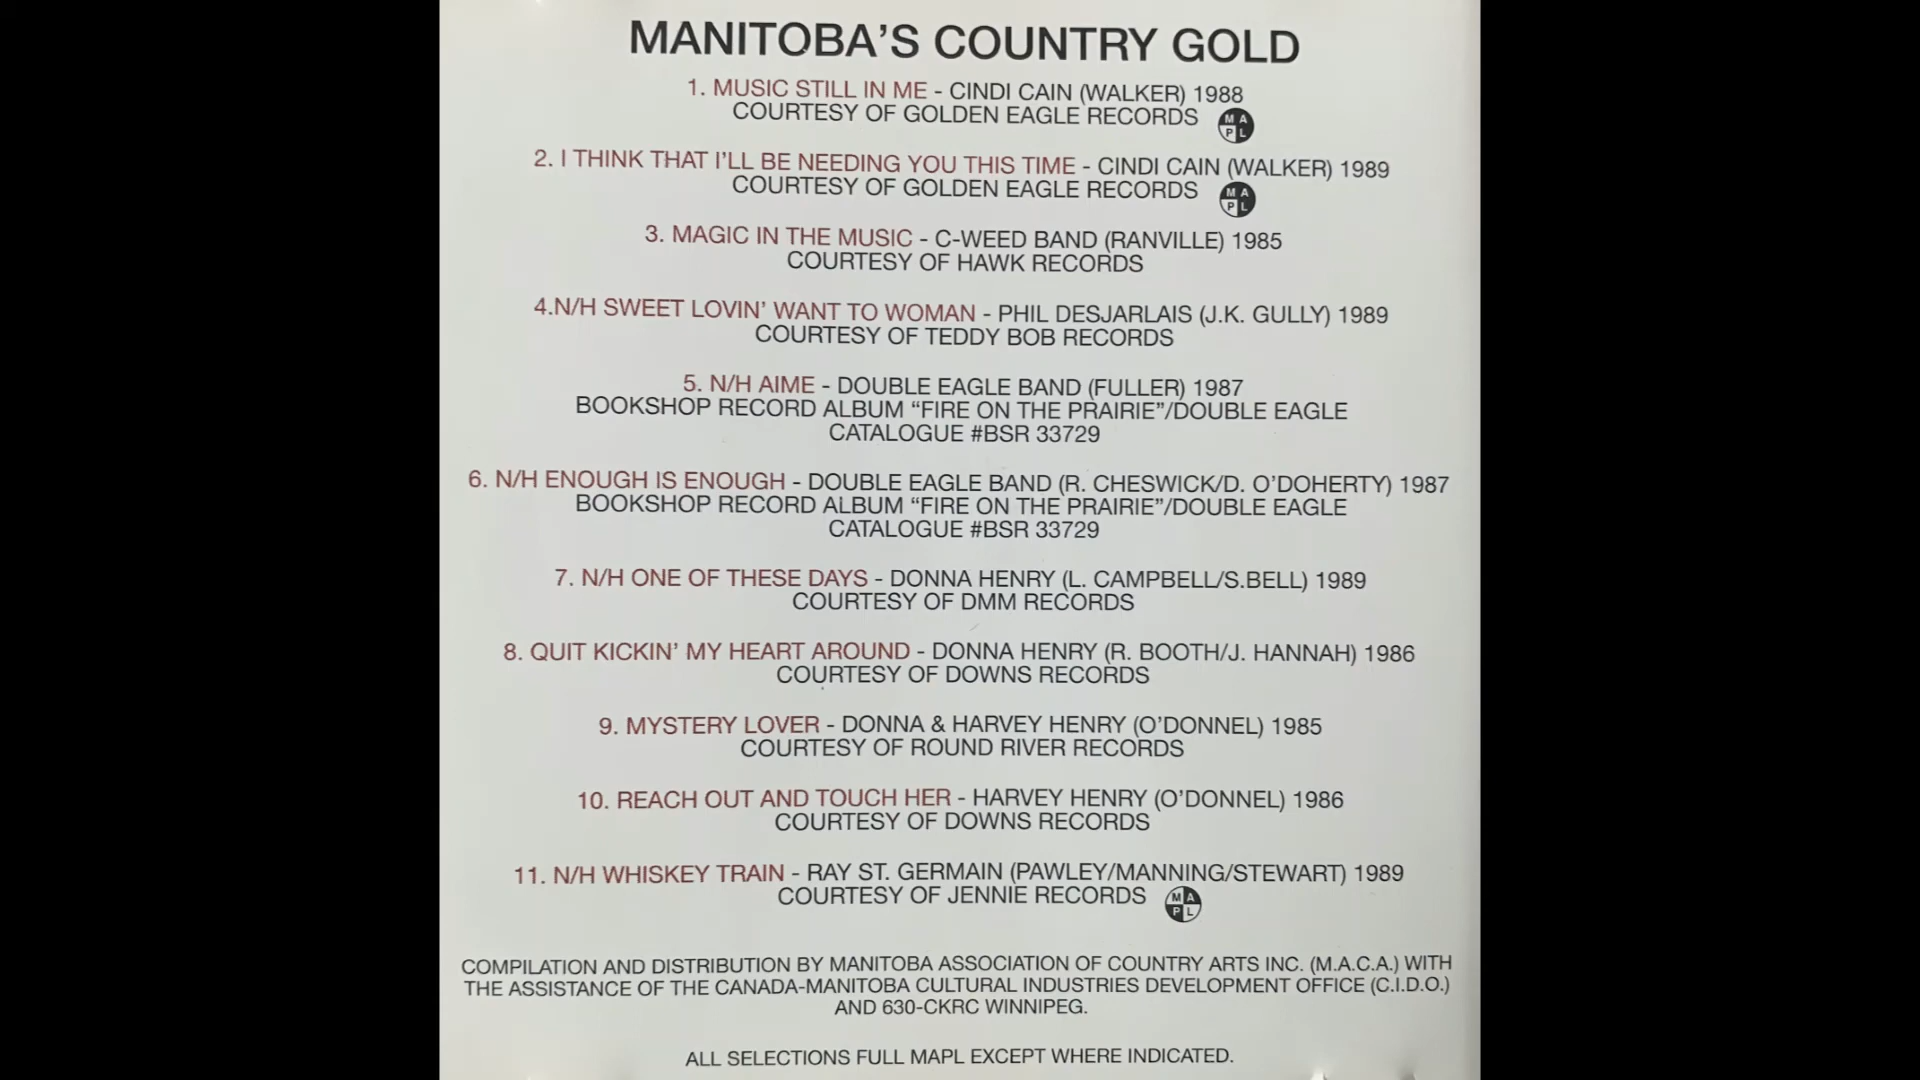 MANITOBA'S COUNTRY GOLD
1. MUSIC STILL IN ME - CINDI CAIN (WALKER) 1988
COURTESY OF GOLDEN EAGLE RECORDS M A P L
2. I THINK THAT I'LL BE NEEDING YOU THIS TIME - CINDI CAIN (WALKER) 1989
COURTESY OF GOLDEN EAGLE RECORDS M A P L
3. MAGIC IN THE MUSIC - C-WEED BAND (RANVILLE) 1985
COURTESY OF HAWK RECORDS
4.N/H SWEET LOVIN' WANT TO WOMAN - PHIL DESJARLAIS (J.K. GULLY) 1989
COURTESY OF TEDDY BOB RECORDS
5. N/H AIME - DOUBLE EAGLE BAND (FULLER) 1987
BOOKSHOP RECORD ALBUM “FIRE ON THE PRAIRIE”/DOUBLE EAGLE
CATALOGUE #BSR 33729
6. N/H ENOUGH IS ENOUGH - DOUBLE EAGLE BAND (R. CHESWICK/D. O'DOHERTY) 1987
BOOKSHOP RECORD ALBUM “FIRE ON THE PRAIRIE”/DOUBLE EAGLE
CATALOGUE #BSR 33729
7. N/H ONE OF THESE DAYS - DONNA HENRY (L. CAMPBELL/S.BELL) 1989
COURTESY OF DMM RECORDS
8. QUIT KICKIN' MY HEART AROUND - DONNA HENRY (R. BOOTH/J. HANNAH) 1986
COURTESY OF DOWNS RECORDS
9. MYSTERY LOVER - DONNA & HARVEY HENRY (O'DONNEL) 1985
COURTESY OF ROUND RIVER RECORDS
10. REACH OUT AND TOUCH HER - HARVEY HENRY (O'DONNEL) 1986
COURTESY OF DOWNS RECORDS
11. N/H WHISKEY TRAIN - RAY ST. GERMAIN (PAWLEY/MANNING/STEWART) 1989
COURTESY OF JENNIE RECORDS M A P L
COMPILATION AND DISTRIBUTION BY MANITOBA ASSOCIATION OF COUNTRY ARTS INC. (M.A.C.A.) WITH
THE ASSISTANCE OF THE CANADA-MANITOBA CULTURAL INDUSTRIES DEVELOPMENT OFFICE (C.I.D.O.)
AND 630-CKRC WINNIPEG.
ALL SELECTIONS FULL MAPL EXCEPT WHERE INDICATED.